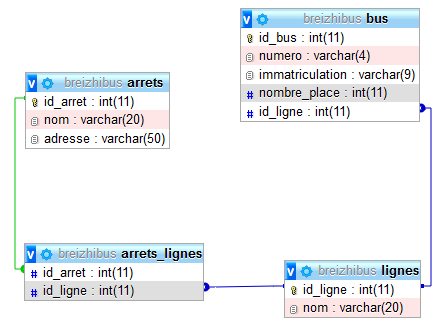 breizhibus bus
id_bus : int(11)
numero : varchar(4)
immatriculation : varchar(9)
nombre_place : int(11)
id_ligne : int(11)
breizhibus arrets
id_arret : int(11)
nom : varchar(20)
adresse : varchar(50)
breizhibus arrets_lignes
id_arret : int(11)
id_ligne : int(11)
breizhibus lignes
id_ligne : int(11)
nom : varchar(20)